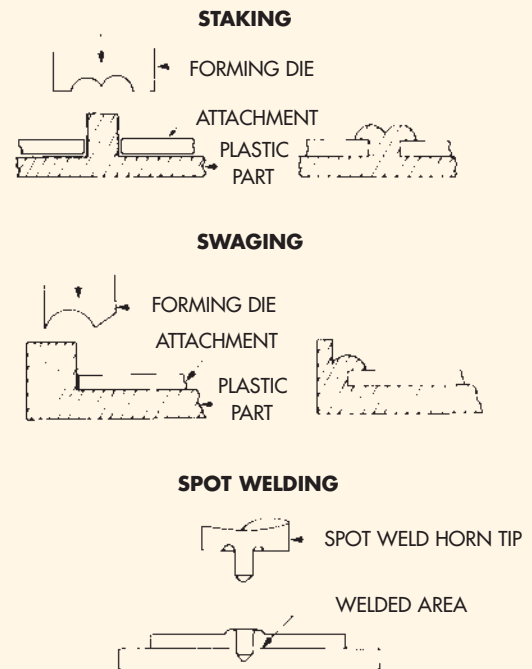 STAKING
FORMING DIE
ATTACHMENT
PLASTIC
PART
SWAGING
FORMING DIE
ATTACHMENT
PLASTIC
PART
SPOT WELDING
SPOT WELD HORN TIP
WELDED AREA